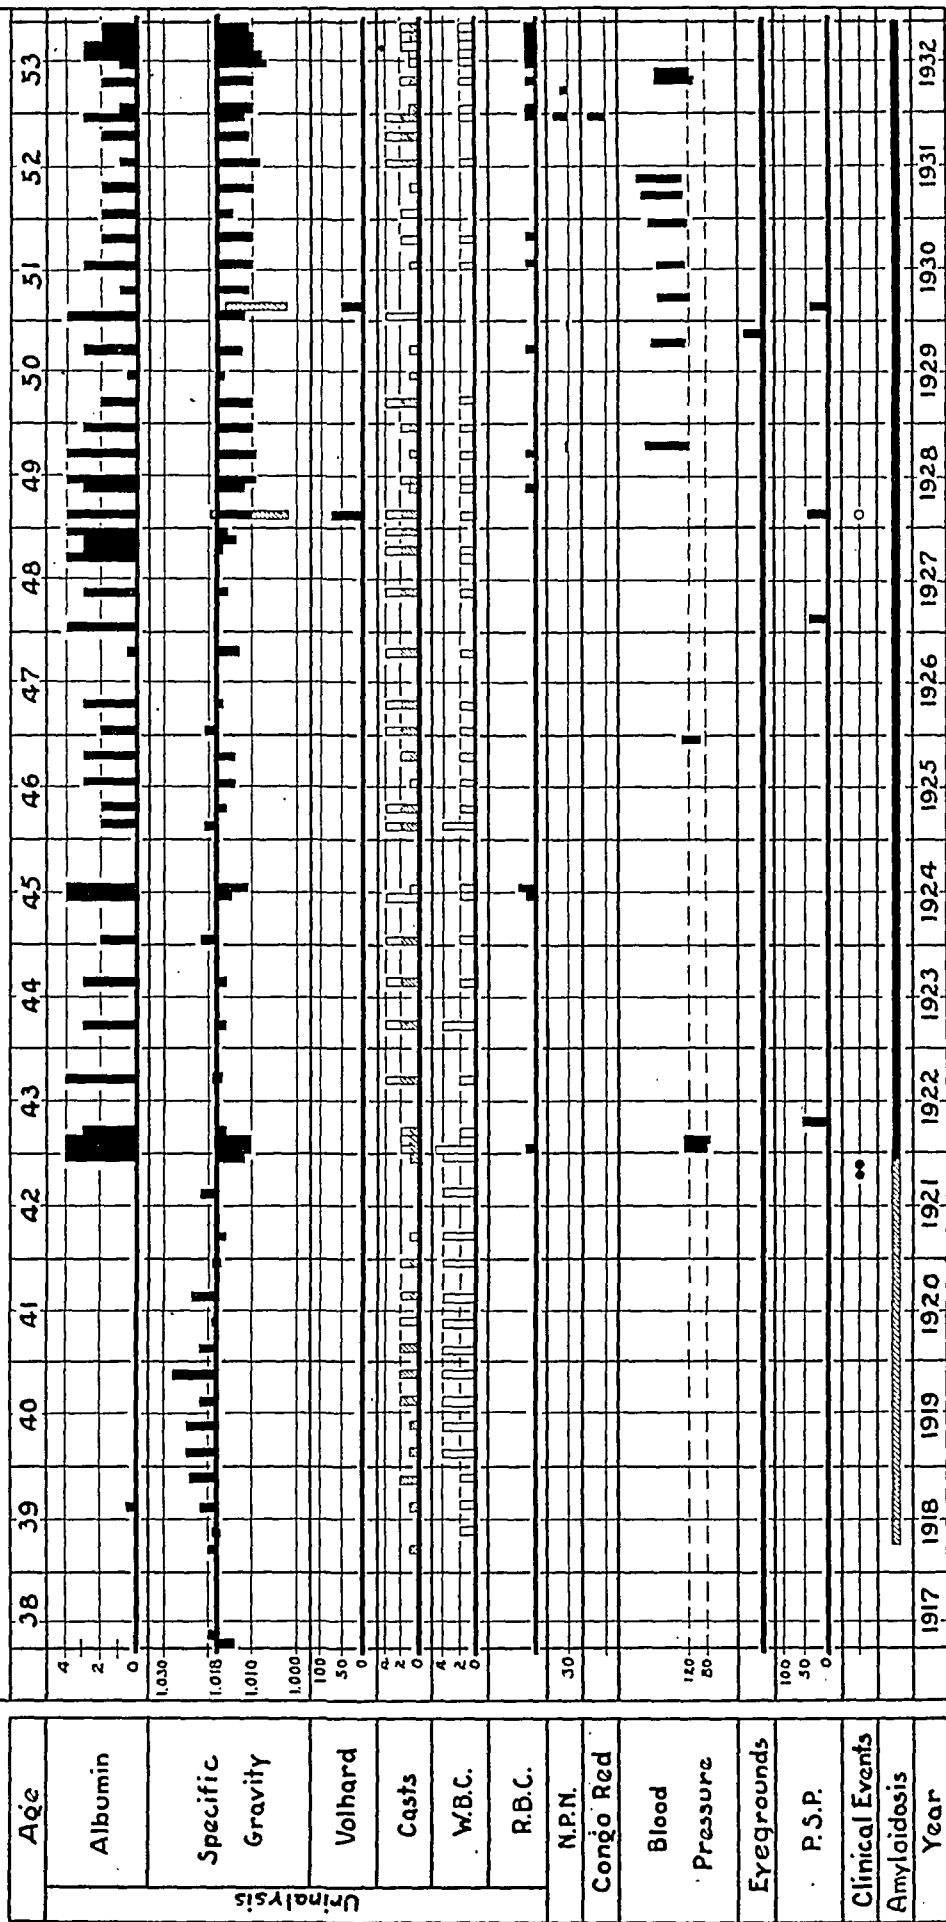 Age 38 39 40 41 42 43 44 45 46 47 48 49 50 51 52 53
Urinalysis
Albumin 4 2 0
Specific Gravity 1.030 1.018 1.010 1.000
Volhard 100 50 0
Casts 4 2 0
W.B.C. 4 2 0
R.B.C.
N.P.N. 30
Congo Red
Blood Pressure 120 80
Eyegrounds
P.S.P. 100 50 0
Clinical Events
Amyloidosis
Year 1917 1918 1919 1920 1921 1922 1923 1924 1925 1926 1927 1928 1929 1930 1931 1932